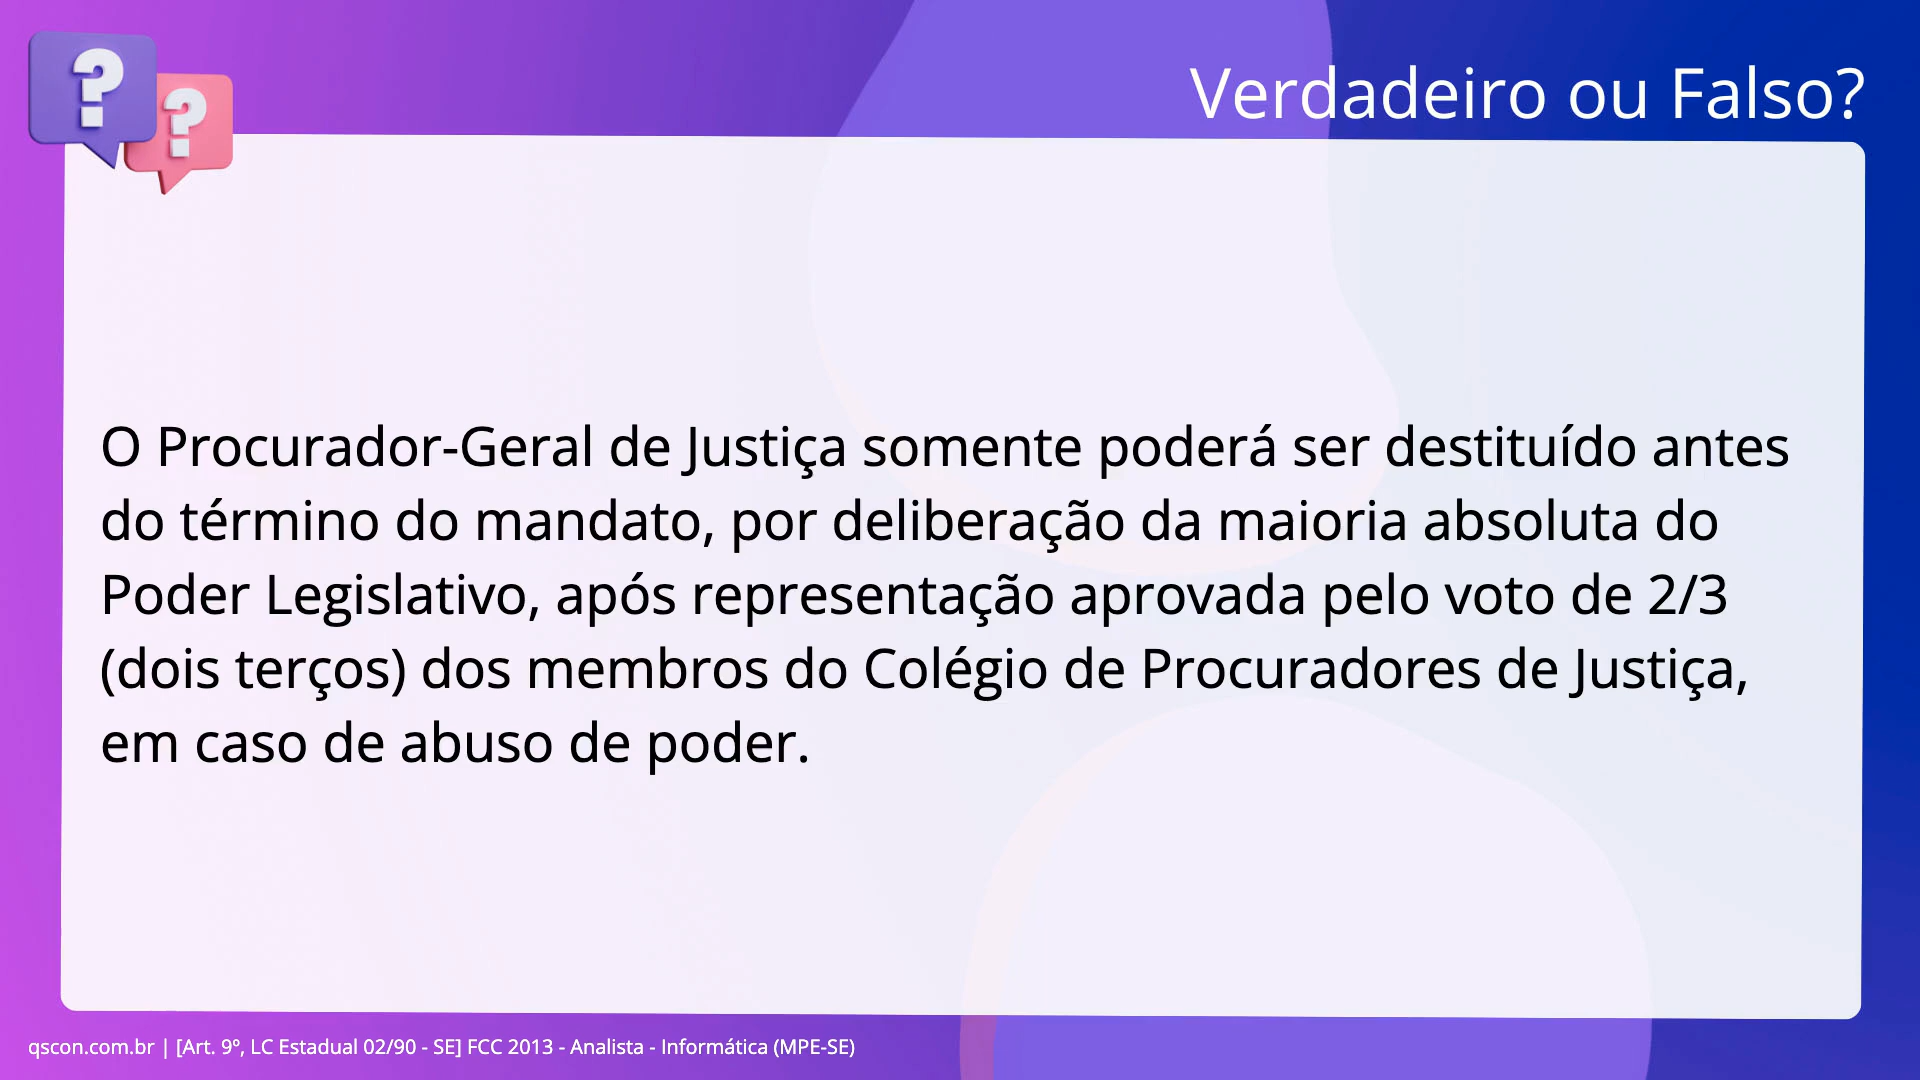 ? ?
Verdadeiro ou Falso?
O Procurador-Geral de Justiça somente poderá ser destituído antes
do término do mandato, por deliberação da maioria absoluta do
Poder Legislativo, após representação aprovada pelo voto de 2/3
(dois terços) dos membros do Colégio de Procuradores de Justiça,
em caso de abuso de poder.
qscon.com.br | [Art. 9º, LC Estadual 02/90 - SE] FCC 2013 - Analista - Informática (MPE-SE)